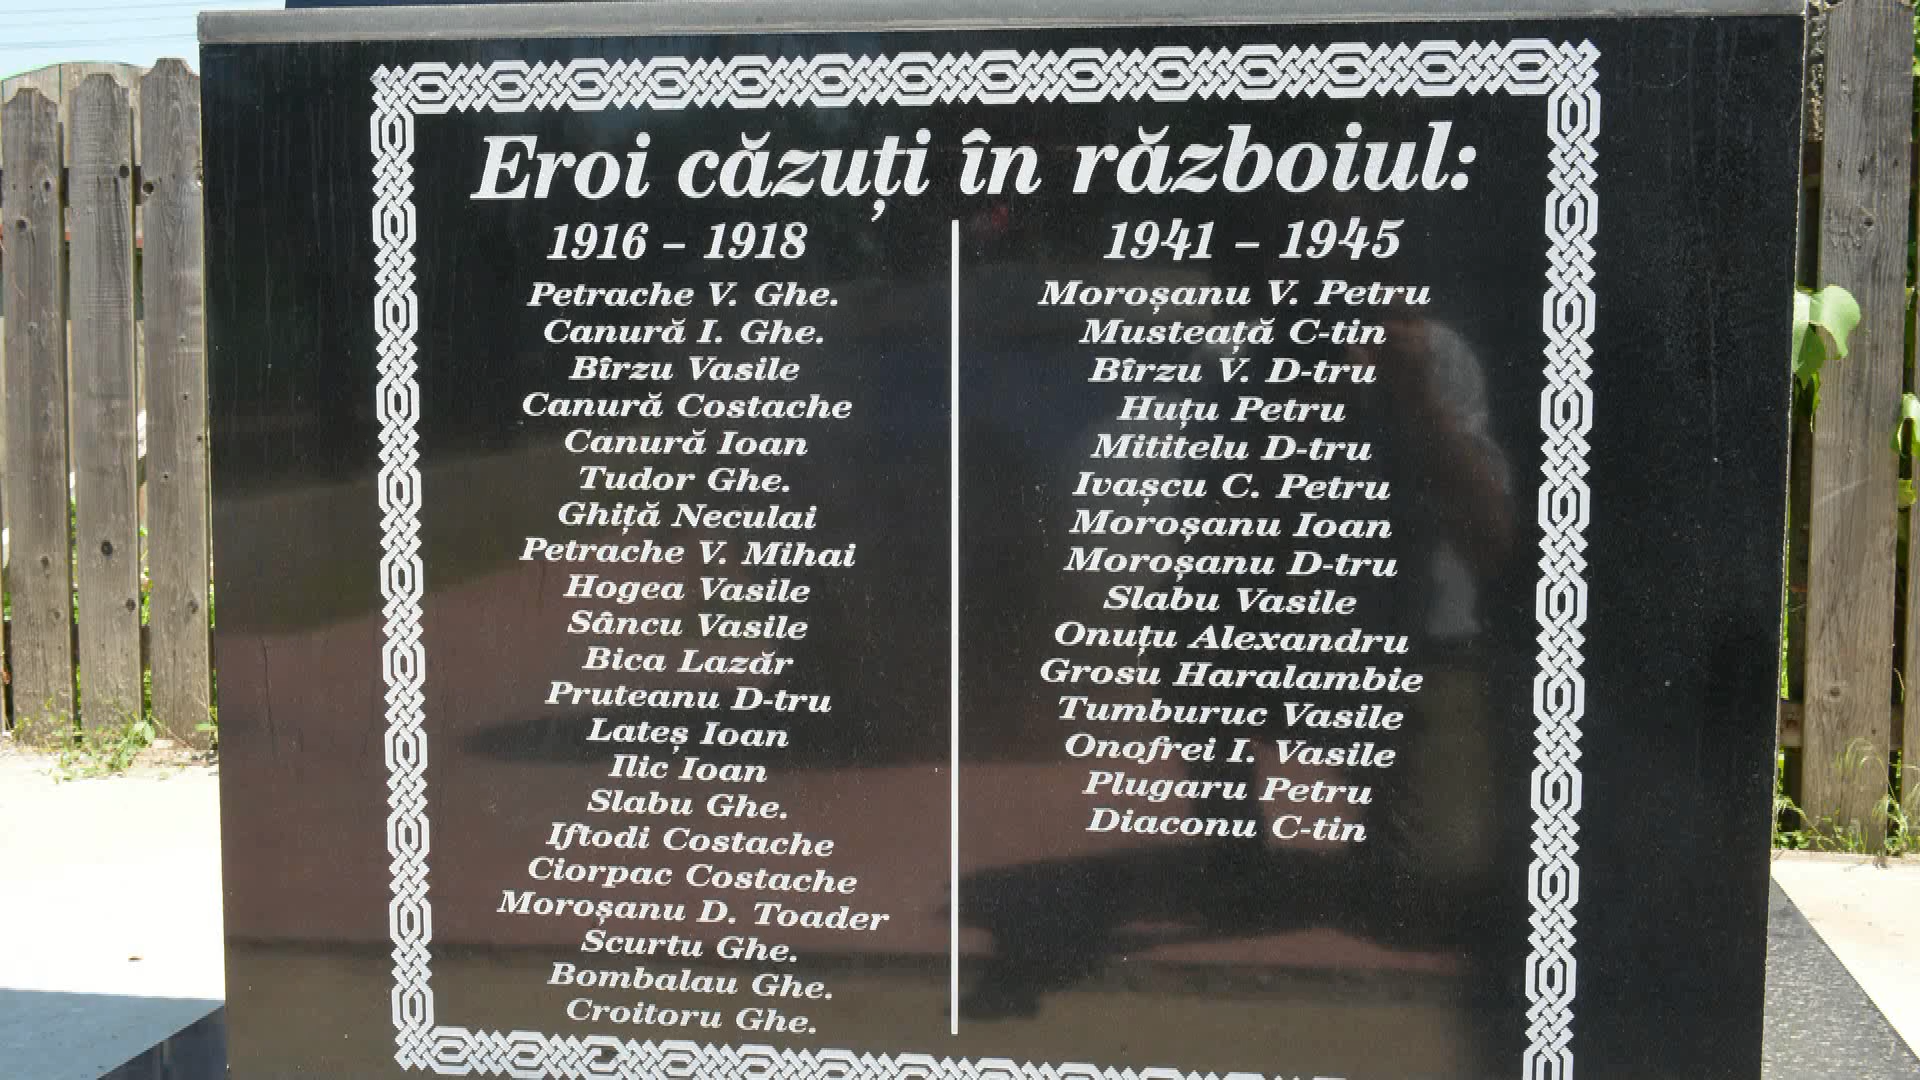 Eroi căzuți în războiul:
1916 – 1918
Petrache V. Ghe.
Canură I. Ghe.
Bîrzu Vasile
Canură Costache
Canură Ioan
Tudor Ghe.
Ghiță Neculai
Petrache V. Mihai
Hogea Vasile
Sâncu Vasile
Bica Lazăr
Pruteanu D-tru
Lateș Ioan
Ilic Ioan
Slabu Ghe.
Iftodi Costache
Ciorpac Costache
Moroșanu D. Toader
Scurtu Ghe.
Bombalau Ghe.
Croitoru Ghe.
1941 – 1945
Moroșanu V. Petru
Musteață C-tin
Bîrzu V. D-tru
Huțu Petru
Mititelu D-tru
Ivașcu C. Petru
Moroșanu Ioan
Moroșanu D-tru
Slabu Vasile
Onuțu Alexandru
Grosu Haralambie
Tumburuc Vasile
Onofrei I. Vasile
Plugaru Petru
Diaconu C-tin